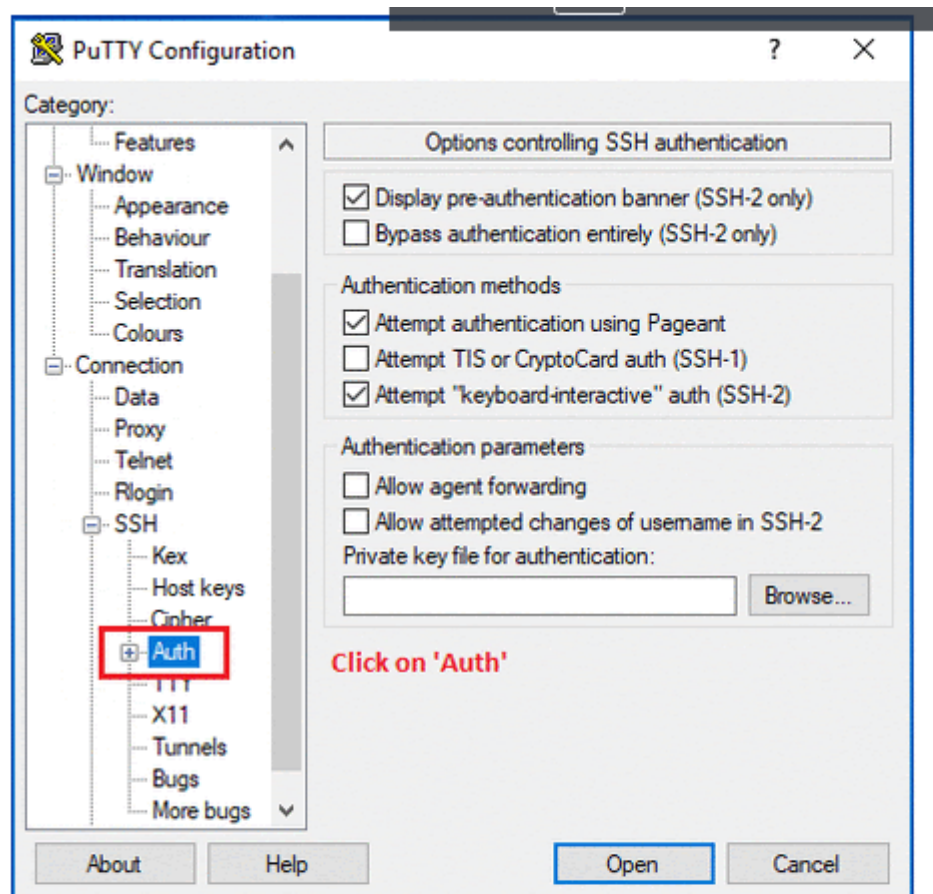 PuTTY Configuration
?
Category:
Features
Window
Appearance
Behaviour
Translation
Selection
Colours
Connection
Data
Proxy
Telnet
Rlogin
SSH
Kex
Host keys
Cipher
Auth
TTY
X11
Tunnels
Bugs
More bugs
Options controlling SSH authentication
Display pre-authentication banner (SSH-2 only)
Bypass authentication entirely (SSH-2 only)
Authentication methods
Attempt authentication using Pageant
Attempt TIS or CryptoCard auth (SSH-1)
Attempt "keyboard-interactive" auth (SSH-2)
Authentication parameters
Allow agent forwarding
Allow attempted changes of username in SSH-2
Private key file for authentication:
Browse...
Click on 'Auth'
About
Help
Open
Cancel